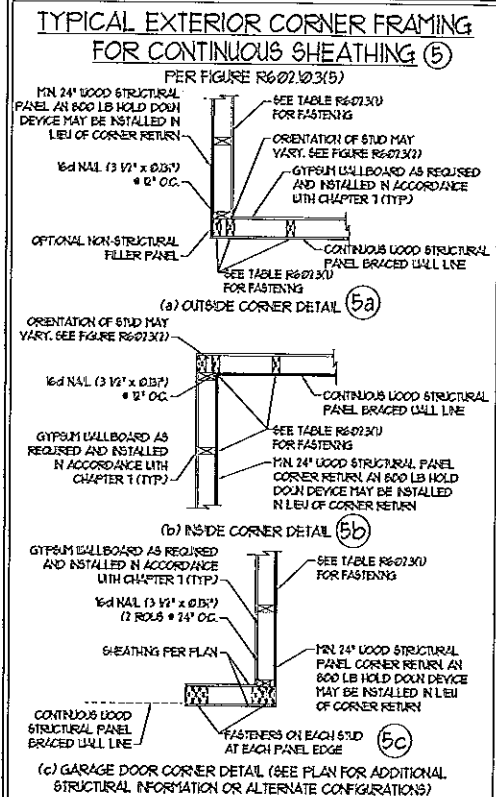 TYPICAL EXTERIOR CORNER FRAMING
FOR CONTINUOUS SHEATHING 5
PER FIGURE R602.10.3(5)
MIN. 24" WOOD STRUCTURAL
PANEL AN 800 LB HOLD DOWN
DEVICE MAY BE INSTALLED IN
LIEU OF CORNER RETURN
16d NAIL (3 1/2" x 0.131")
@ 12" O.C.
OPTIONAL NON-STRUCTURAL
FILLER PANEL
SEE TABLE R602.3(1)
FOR FASTENING
ORIENTATION OF STUD MAY
VARY. SEE FIGURE R602.3(2)
GYPSUM WALLBOARD AS REQUIRED
AND INSTALLED IN ACCORDANCE
WITH CHAPTER 7 (TYP.)
CONTINUOUS WOOD STRUCTURAL
PANEL BRACED WALL LINE
SEE TABLE R602.3(1)
FOR FASTENING
(a) OUTSIDE CORNER DETAIL 5a
ORIENTATION OF STUD MAY
VARY. SEE FIGURE R602.3(2)
16d NAIL (3 1/2" x 0.131")
@ 12" O.C.
GYPSUM WALLBOARD AS
REQUIRED AND INSTALLED
IN ACCORDANCE WITH
CHAPTER 7 (TYP.)
CONTINUOUS WOOD STRUCTURAL
PANEL BRACED WALL LINE
SEE TABLE R602.3(1)
FOR FASTENING
MIN. 24" WOOD STRUCTURAL PANEL
CORNER RETURN. AN 800 LB HOLD
DOWN DEVICE MAY BE INSTALLED
IN LIEU OF CORNER RETURN
(b) INSIDE CORNER DETAIL 5b
GYPSUM WALLBOARD AS REQUIRED
AND INSTALLED IN ACCORDANCE
WITH CHAPTER 7 (TYP.)
16d NAIL (3 1/2" x 0.131")
(2 ROWS @ 24" O.C.
SHEATHING PER PLAN
CONTINUOUS WOOD
STRUCTURAL PANEL
BRACED WALL LINE
SEE TABLE R602.3(1)
FOR FASTENING
MIN. 24" WOOD STRUCTURAL
PANEL CORNER RETURN. AN
800 LB HOLD DOWN DEVICE
MAY BE INSTALLED IN LIEU
OF CORNER RETURN
FASTENERS ON EACH STUD
AT EACH PANEL EDGE
5c
(c) GARAGE DOOR CORNER DETAIL (SEE PLAN FOR ADDITIONAL
STRUCTURAL INFORMATION OR ALTERNATE CONFIGURATIONS)